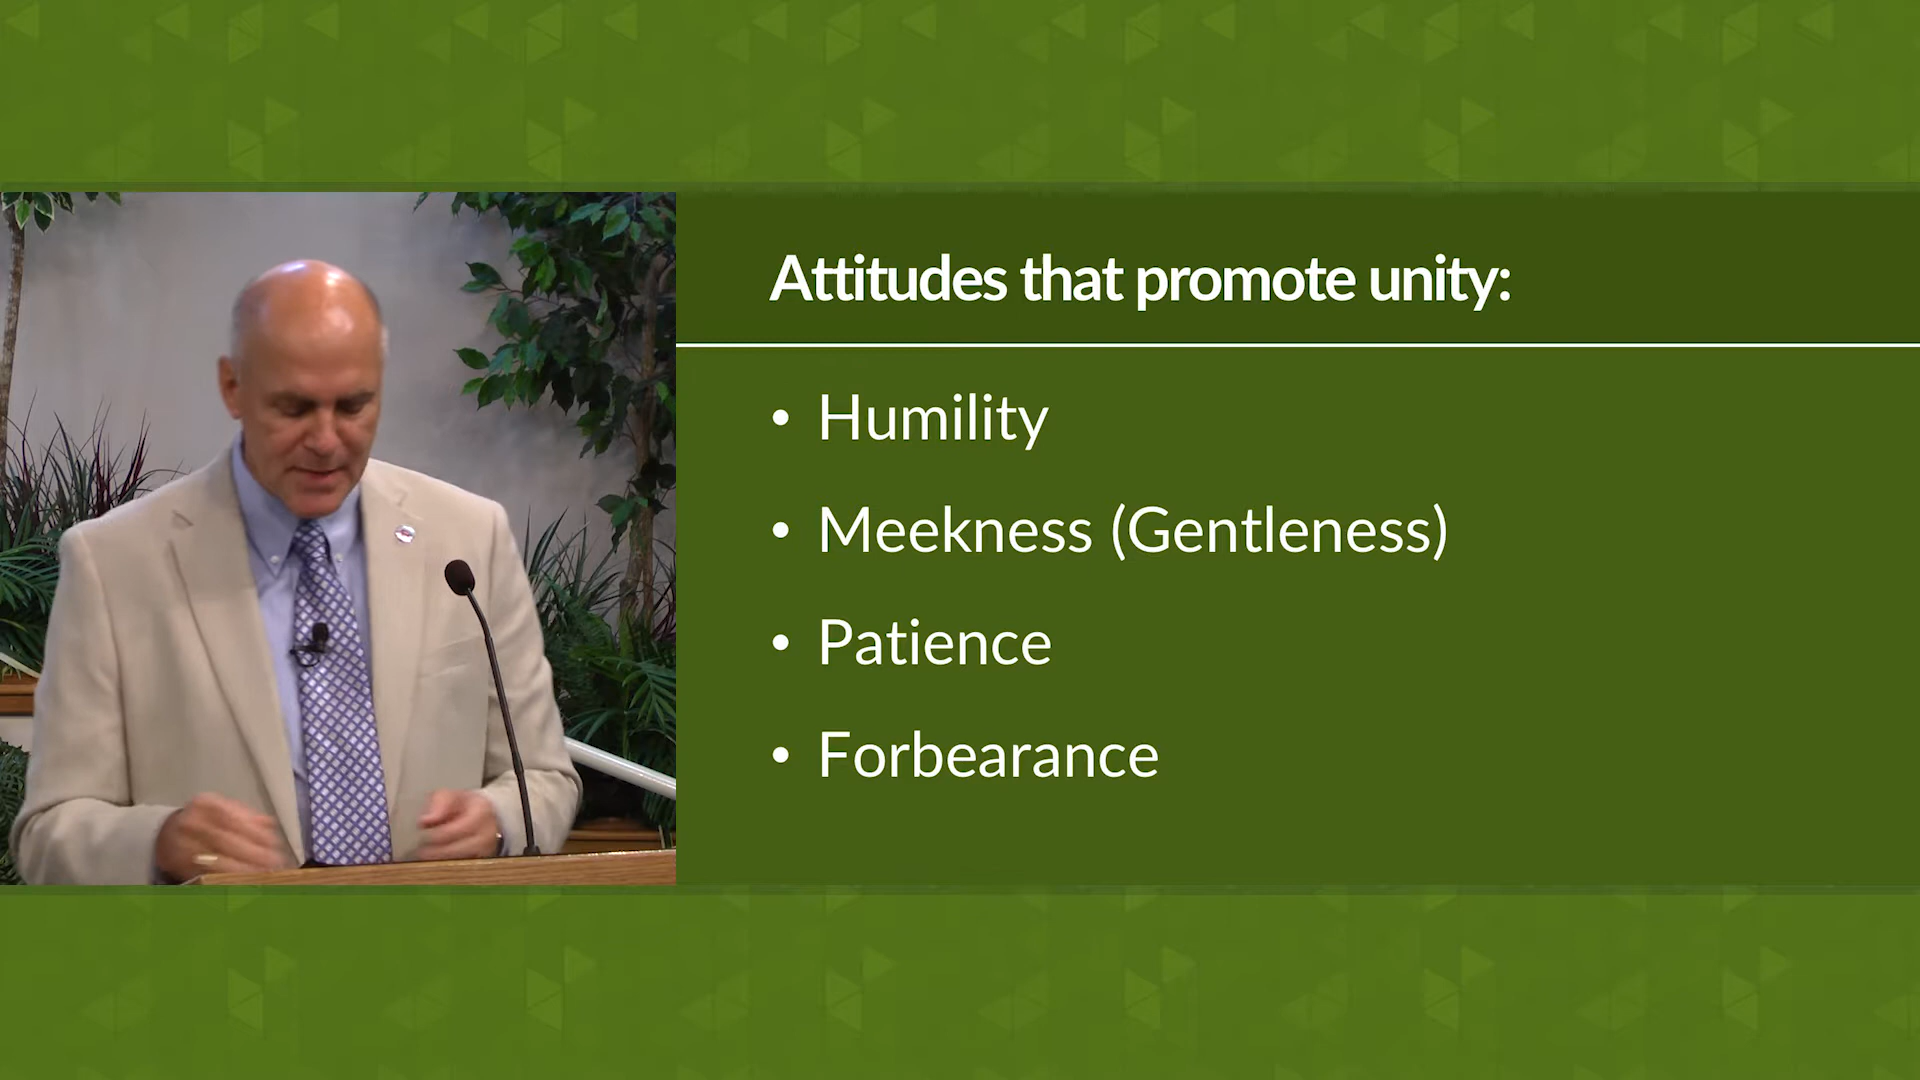 Attitudes that promote unity:
• Humility
• Meekness (Gentleness)
• Patience
• Forbearance